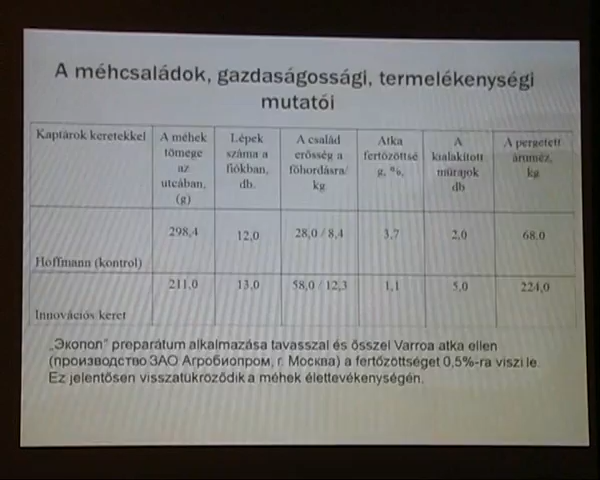 A méhcsaládok, gazdaságossági, termelékenységi
mutatói
Kaptárok keretekkel
A méhek
tömege
az
utcában,
(g)
Lépek
száma a
fiókban,
db.
A család
erősség a
főhordásra/
kg
Atka
fertőzöttsé
g, %,
A
kialakított
műrajok
db
A pergetett
áruméz,
kg
Hoffmann (kontrol)
298,4
12,0
28,0 / 8,4
3,7
2,0
68,0
Innovációs keret
211,0
13,0
58,0 / 12,3
1,1
5,0
224,0
„Экопол" preparátum alkalmazása tavasszal és ősszel Varroa atka ellen
(производство ЗАО Агробиопром, г. Москва) a fertőzöttséget 0,5%-ra viszi le.
Ez jelentősen visszatükröződik a méhek élettevékenységén.